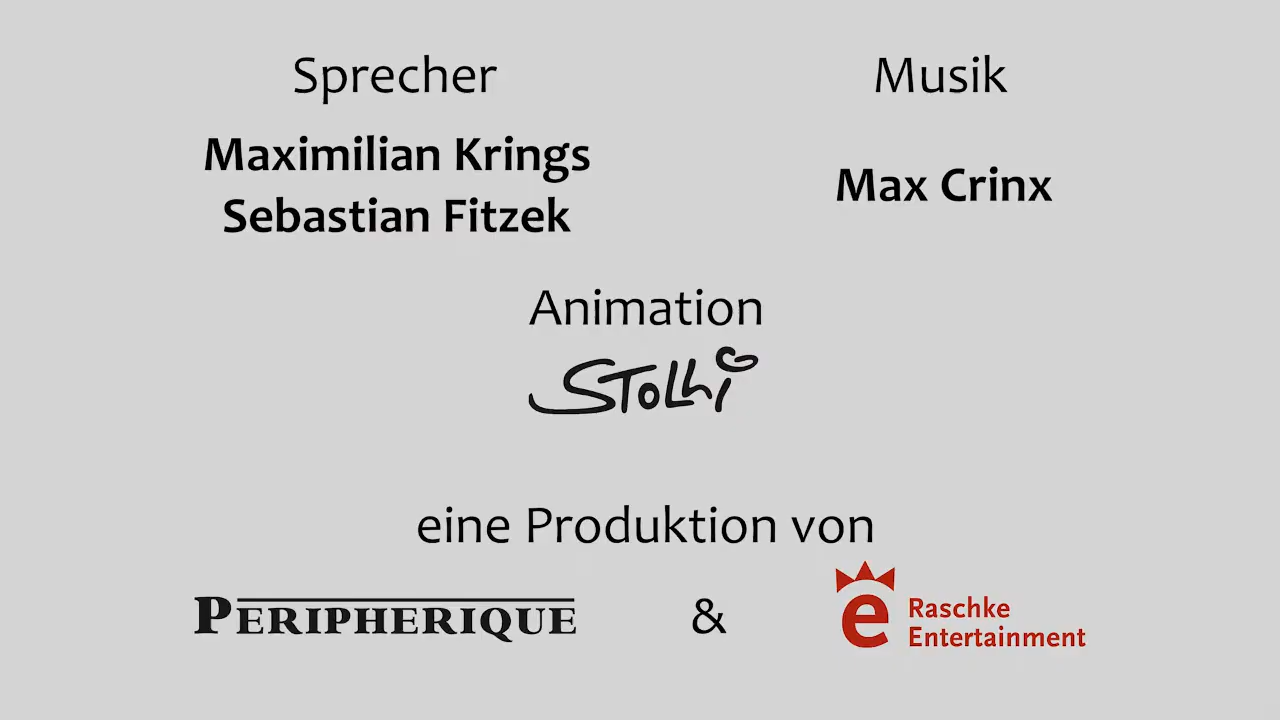 Sprecher
Maximilian Krings
Sebastian Fitzek
Musik
Max Crinx
Animation
STOLHI
eine Produktion von
PERIPHERIQUE & e Raschke
Entertainment